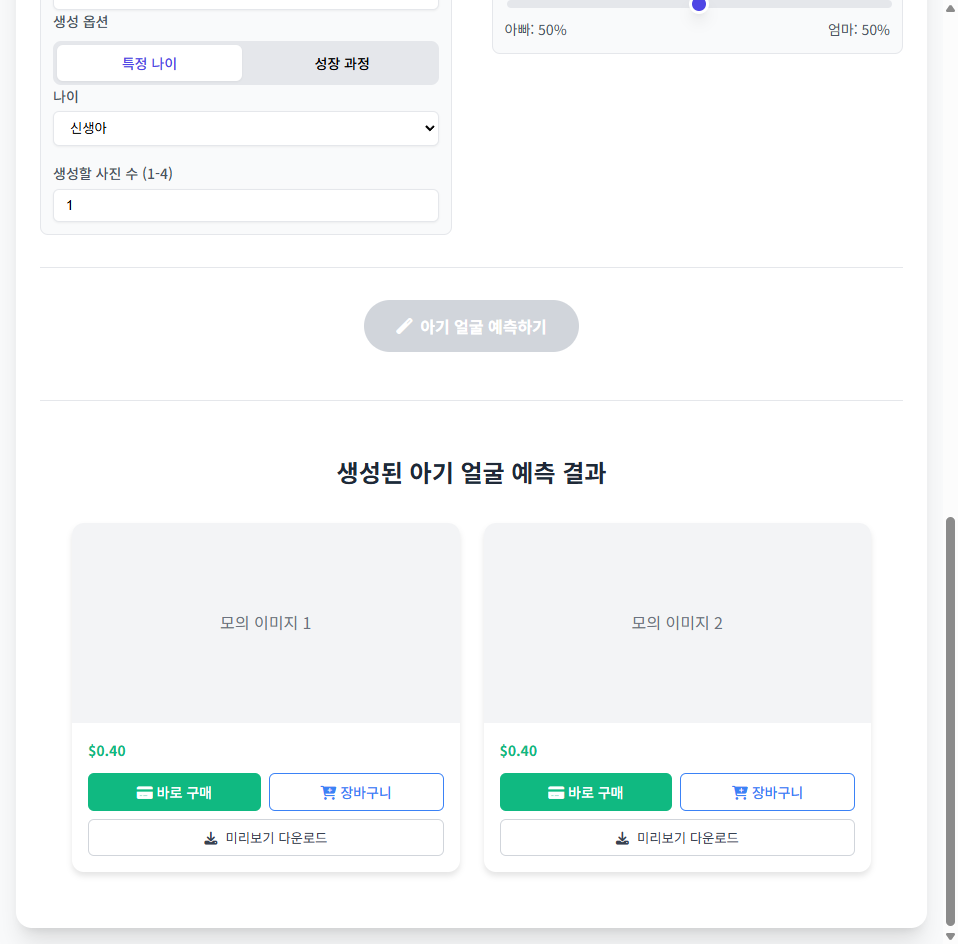 생성 옵션
특정 나이
성장 과정
나이
신생아
생성할 사진 수 (1-4)
1
아빠: 50%
엄마: 50%
아기 얼굴 예측하기
생성된 아기 얼굴 예측 결과
모의 이미지 1
$0.40
바로 구매
장바구니
미리보기 다운로드
모의 이미지 2
$0.40
바로 구매
장바구니
미리보기 다운로드